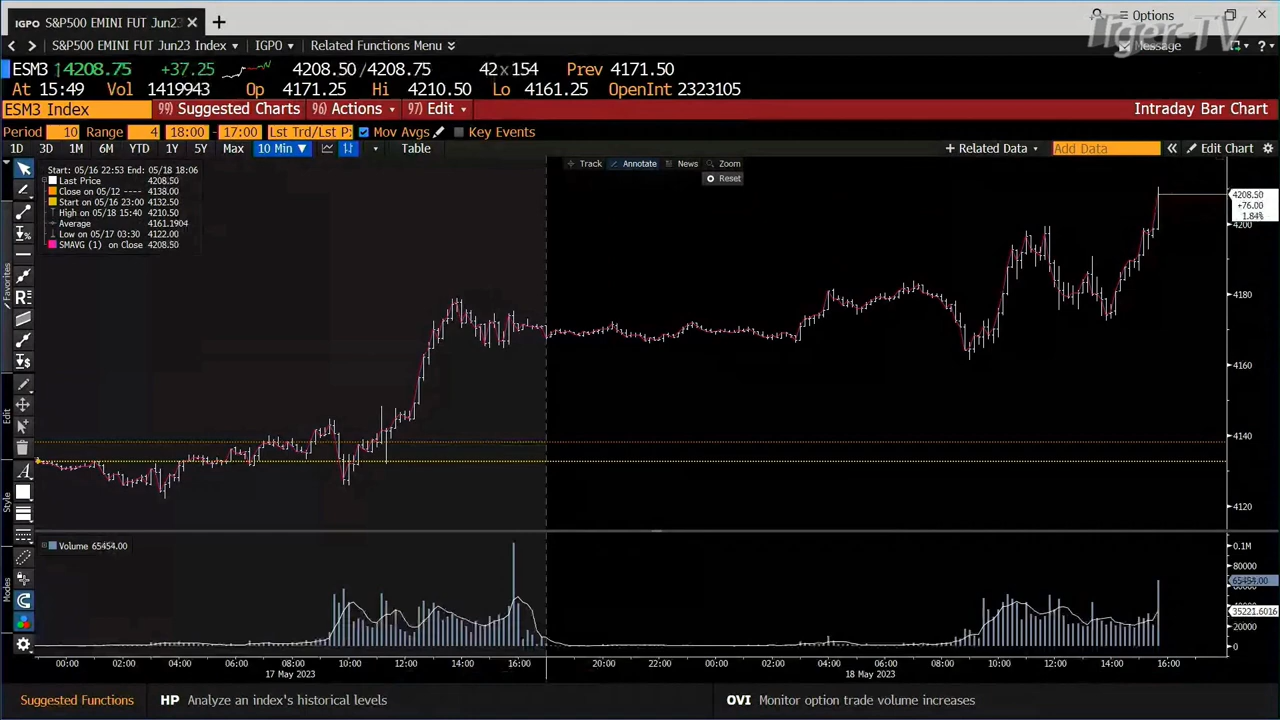 IGPO S&P500 EMINI FUT Jun23 × +
Options
Tiger-TV
S&P500 EMINI FUT Jun23 Index IGPO Related Functions Menu Message
ESM3 ↑4208.75 +37.25 4208.50/4208.75 42×154 Prev 4171.50
At 15:49 Vol 1419943 Op 4171.25 Hi 4210.50 Lo 4161.25 OpenInt 2323105
ESM3 Index 99) Suggested Charts 96) Actions 97) Edit Intraday Bar Chart
Period 10 Range 4 18:00 - 17:00 Lst Trd/Lst P Mov Avgs Key Events
1D 3D 1M 6M YTD 1Y 5Y Max 10 Min ▼ Table + Related Data Add Data « Edit Chart
Track Annotate News Zoom
Reset
Start: 05/16 22:53 End: 05/18 18:06
Last Price 4208.50
Close on 05/12 ---- 4138.00
Start on 05/16 23:00 4132.50
High on 05/18 15:40 4210.50
Average 4161.1904
Low on 05/17 03:30 4122.00
SMAVG (1) on Close 4208.50
Favorites
Edit
Style
Modes
4208.50
+76.00
1.84%
4200
4180
4160
4140
4120
Volume 65454.00
0.1M
80000
65454.00
35221.6016
20000
0
00:00 02:00 04:00 06:00 08:00 10:00 12:00 14:00 16:00 20:00 22:00 00:00 02:00 04:00 06:00 08:00 10:00 12:00 14:00 16:00
17 May 2023 18 May 2023
Suggested Functions HP Analyze an index's historical levels OVI Monitor option trade volume increases